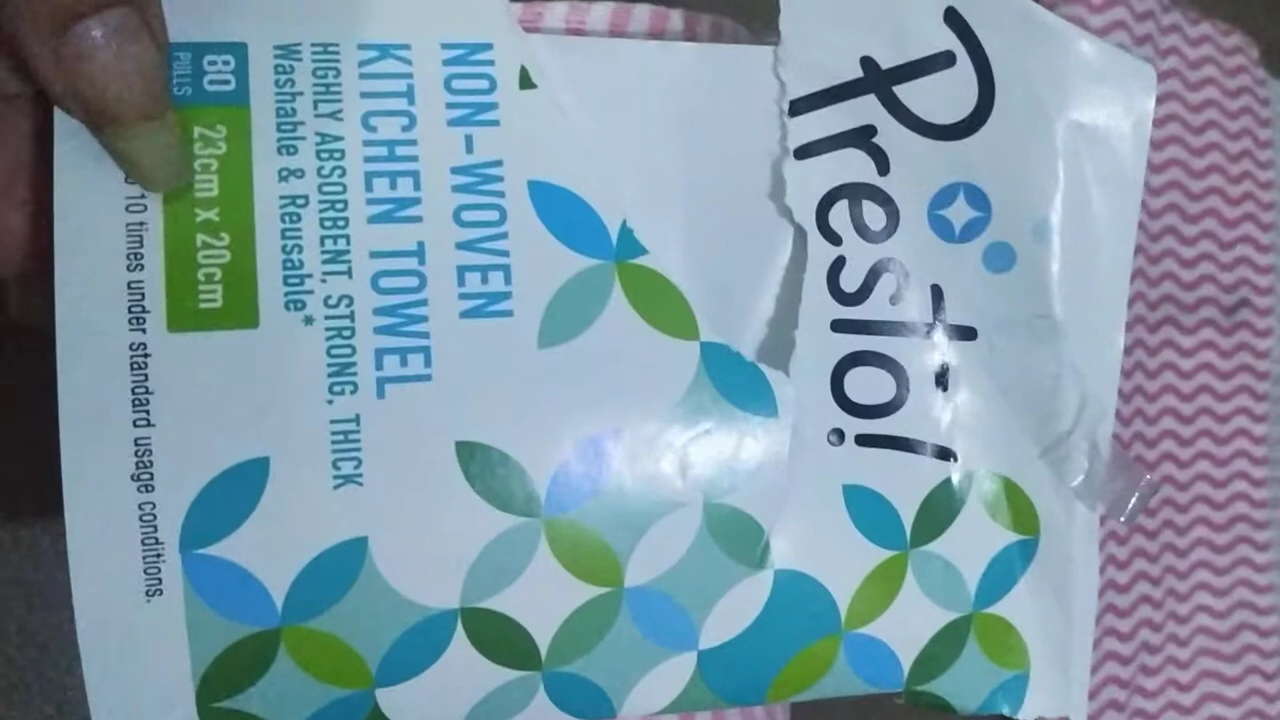 Presto!
NON-WOVEN
KITCHEN TOWEL
HIGHLY ABSORBENT, STRONG, THICK
Washable & Reusable*
80
PULLS
23cm x 20cm
10 times under standard usage conditions.